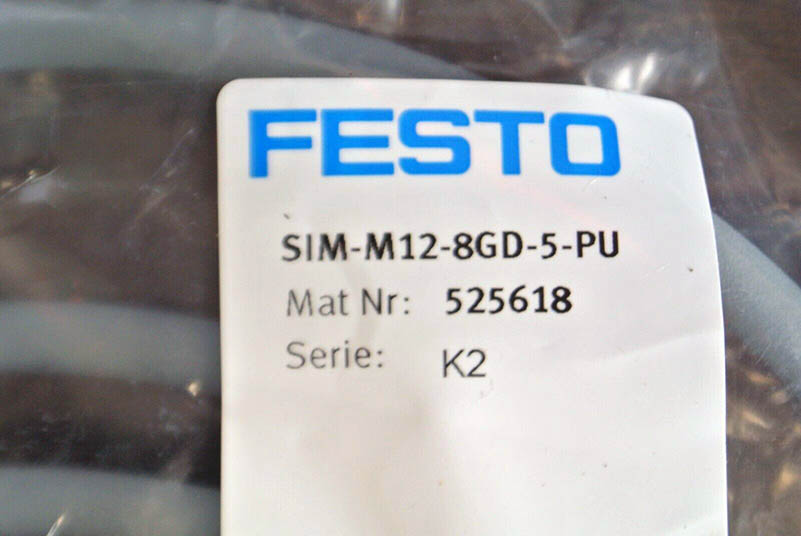 FESTO
SIM-M12-8GD-5-PU
Mat Nr: 525618
Serie: K2